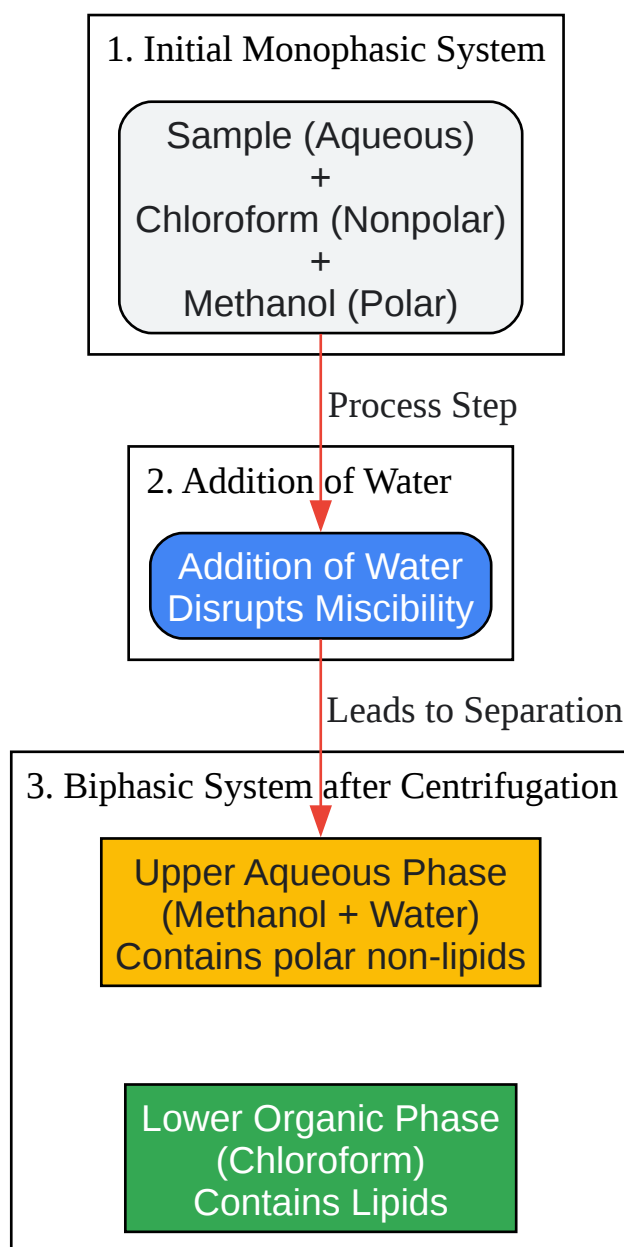 1. Initial Monophasic System
Sample (Aqueous)
+
Chloroform (Nonpolar)
+
Methanol (Polar)
Process Step
2. Addition of Water
Addition of Water
Disrupts Miscibility
Leads to Separation
3. Biphasic System after Centrifugation
Upper Aqueous Phase
(Methanol + Water)
Contains polar non-lipids
Lower Organic Phase
(Chloroform)
Contains Lipids